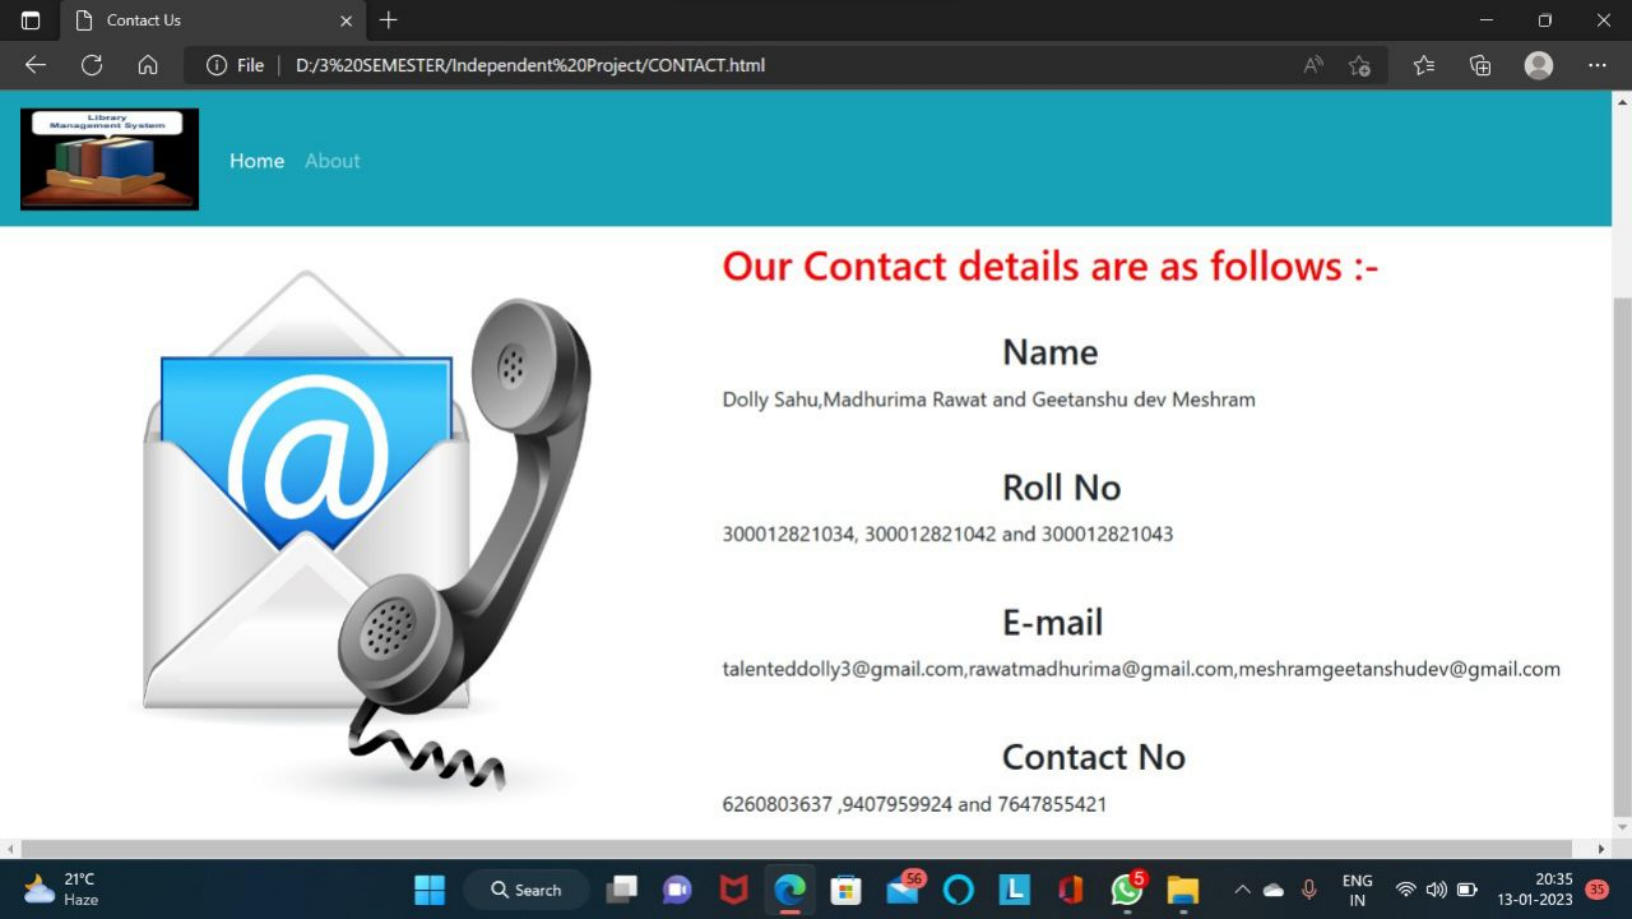 Contact Us
File
D:/3%20SEMESTER/Independent%20Project/CONTACT.html
Library
Management System
Home About
Our Contact details are as follows :-
Name
Dolly Sahu,Madhurima Rawat and Geetanshu dev Meshram
Roll No
300012821034, 300012821042 and 300012821043
E-mail
talenteddolly3@gmail.com,rawatmadhurima@gmail.com,meshramgeetanshudev@gmail.com
Contact No
6260803637 ,9407959924 and 7647855421
@
21°C
Haze
Search
56
L
5
ENG
IN
20:35
13-01-2023
35